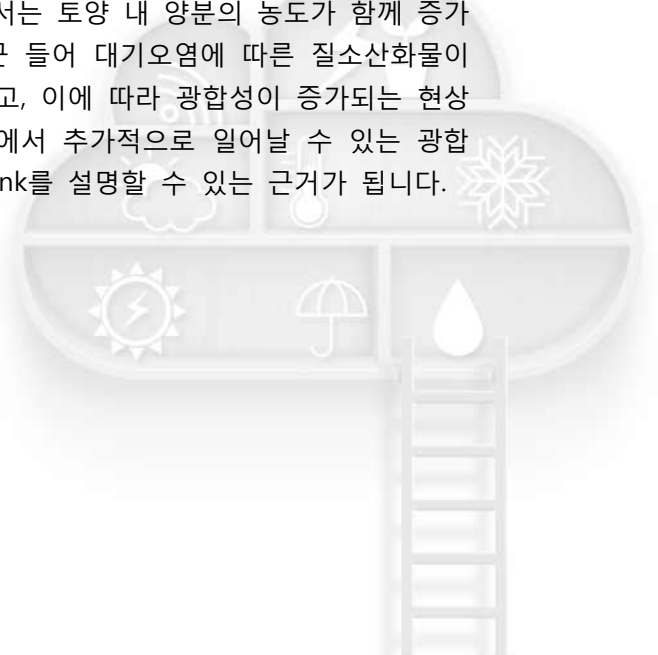 서는 토양 내 양분의 농도가 함께 증가
들어 대기오염에 따른 질소산화물이
고, 이에 따라 광합성이 증가되는 현상
에서 추가적으로 일어날 수 있는 광합
nk를 설명할 수 있는 근거가 됩니다.